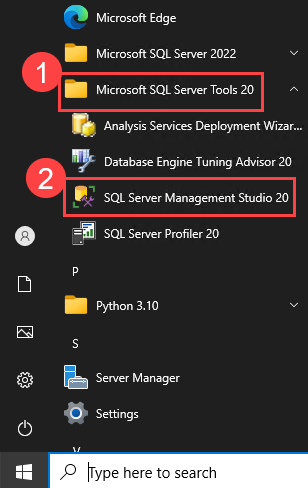 Microsoft Edge
Microsoft SQL Server 2022
1
Microsoft SQL Server Tools 20
Analysis Services Deployment Wizar...
Database Engine Tuning Advisor 20
2
SQL Server Management Studio 20
SQL Server Profiler 20
P
Python 3.10
S
Server Manager
Settings
V
Type here to search